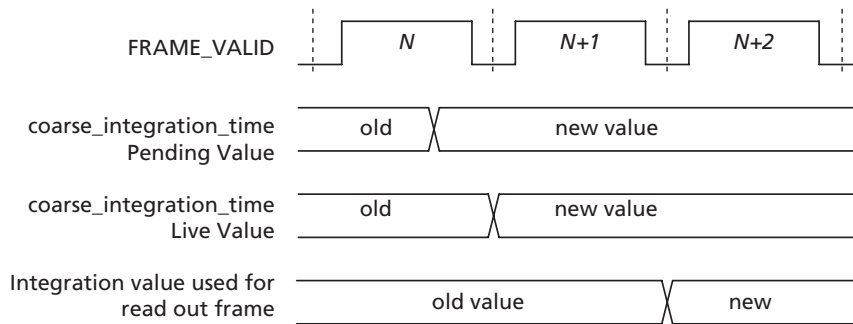 FRAME_VALID
N
N+1
N+2
coarse_integration_time
Pending Value
old
new value
coarse_integration_time
Live Value
old
new value
Integration value used for
read out frame
old value
new